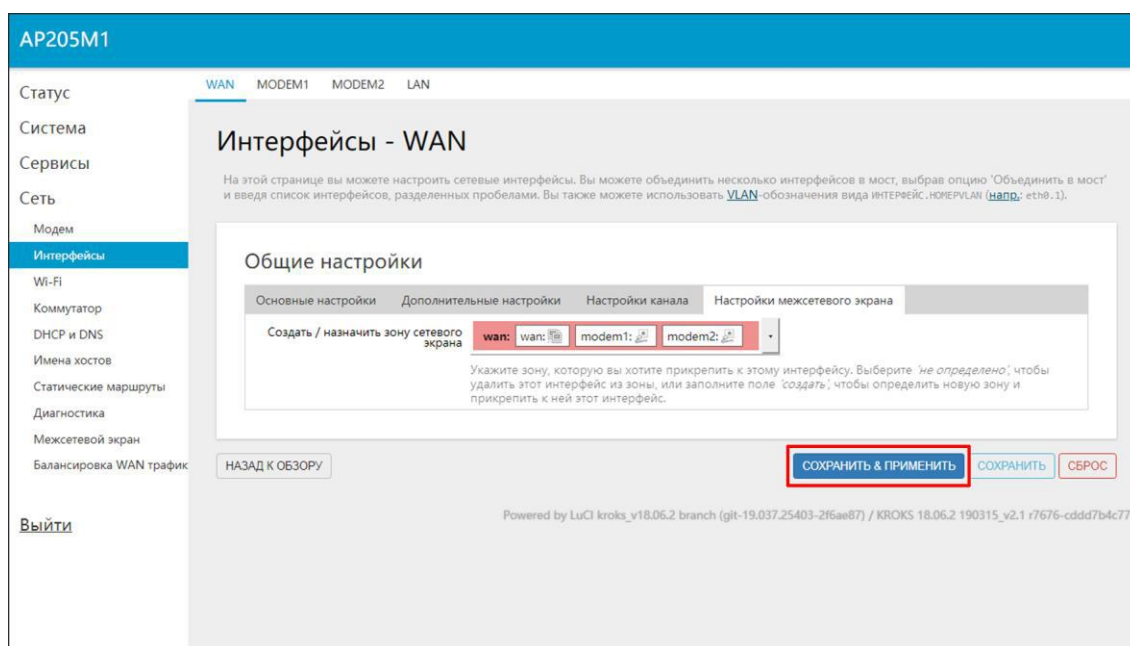 AP205M1
WAN MODEM1 MODEM2 LAN
Статус
Система
Сервисы
Сеть
Модем
Интерфейсы
Wi-Fi
Коммутатор
DHCP и DNS
Имена хостов
Статические маршруты
Диагностика
Межсетевой экран
Балансировка WAN трафик
Выйти
Интерфейсы - WAN
На этой странице вы можете настроить сетевые интерфейсы. Вы можете объединить несколько интерфейсов в мост, выбрав опцию 'Объединить в мост'
и введя список интерфейсов, разделенных пробелами. Вы также можете использовать VLAN-обозначения вида ИНТЕРФЕЙС.НОМЕРVLAN (напр.: eth0.1).
Общие настройки
Основные настройки Дополнительные настройки Настройки канала Настройки межсетевого экрана
Создать / назначить зону сетевого
экрана
wan: wan: modem1: modem2:
Укажите зону, которую вы хотите прикрепить к этому интерфейсу. Выберите 'не определено', чтобы
удалить этот интерфейс из зоны, или заполните поле 'создать', чтобы определить новую зону и
прикрепить к ней этот интерфейс.
НАЗАД К ОБЗОРУ СОХРАНИТЬ & ПРИМЕНИТЬ СОХРАНИТЬ СБРОС
Powered by LuCI kroks_v18.06.2 branch (git-19.037.25403-2f6ae87) / KROKS 18.06.2 190315_v2.1 r7676-cddd7b4c77